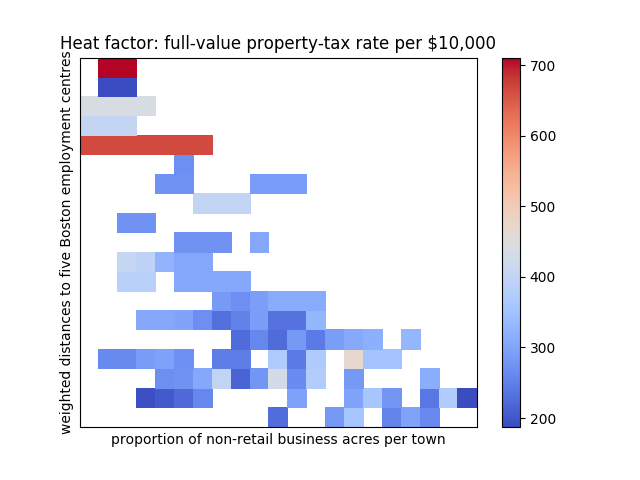 Heat factor: full-value property-tax rate per $10,000
weighted distances to five Boston employment centres
proportion of non-retail business acres per town
700
600
500
400
300
200